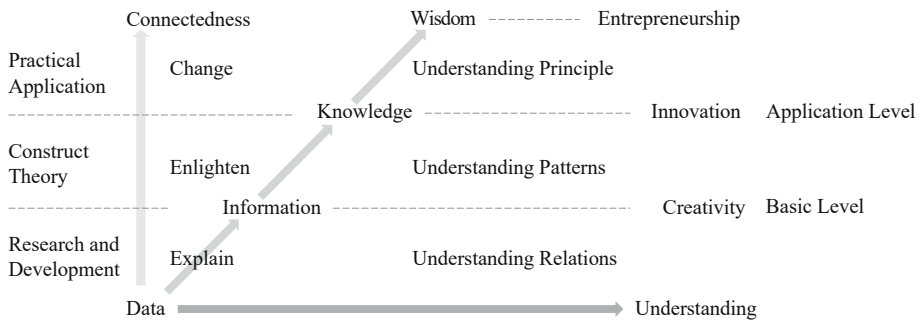 Connectedness
Wisdom
Entrepreneurship
Practical
Application
Change
Understanding Principle
Knowledge
Innovation
Application Level
Construct
Theory
Enlighten
Understanding Patterns
Information
Creativity
Basic Level
Research and
Development
Explain
Understanding Relations
Data
Understanding